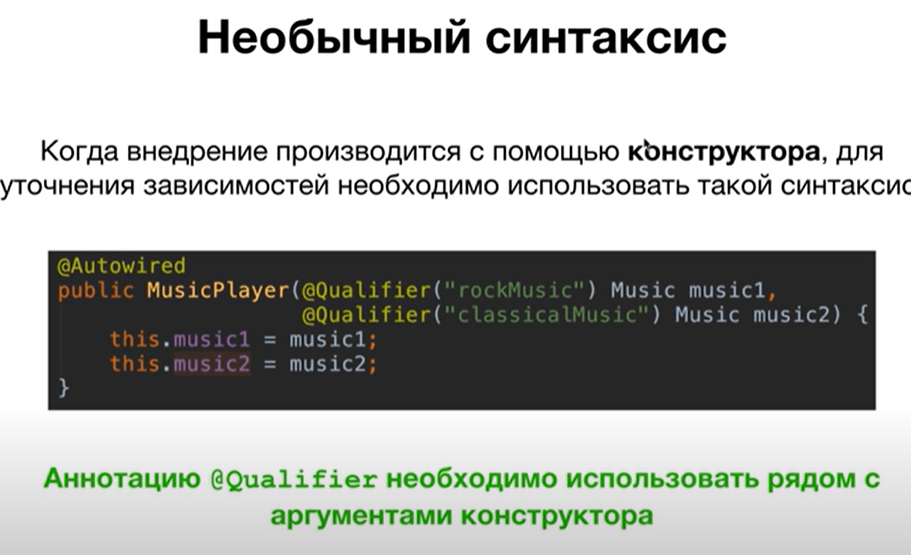 Необычный синтаксис
Когда внедрение производится с помощью конструктора, для
уточнения зависимостей необходимо использовать такой синтаксис
@Autowired
public MusicPlayer(@Qualifier("rockMusic") Music music1,
@Qualifier("classicalMusic") Music music2) {
this.music1 = music1;
this.music2 = music2;
}
Аннотацию @Qualifier необходимо использовать рядом с
аргументами конструктора